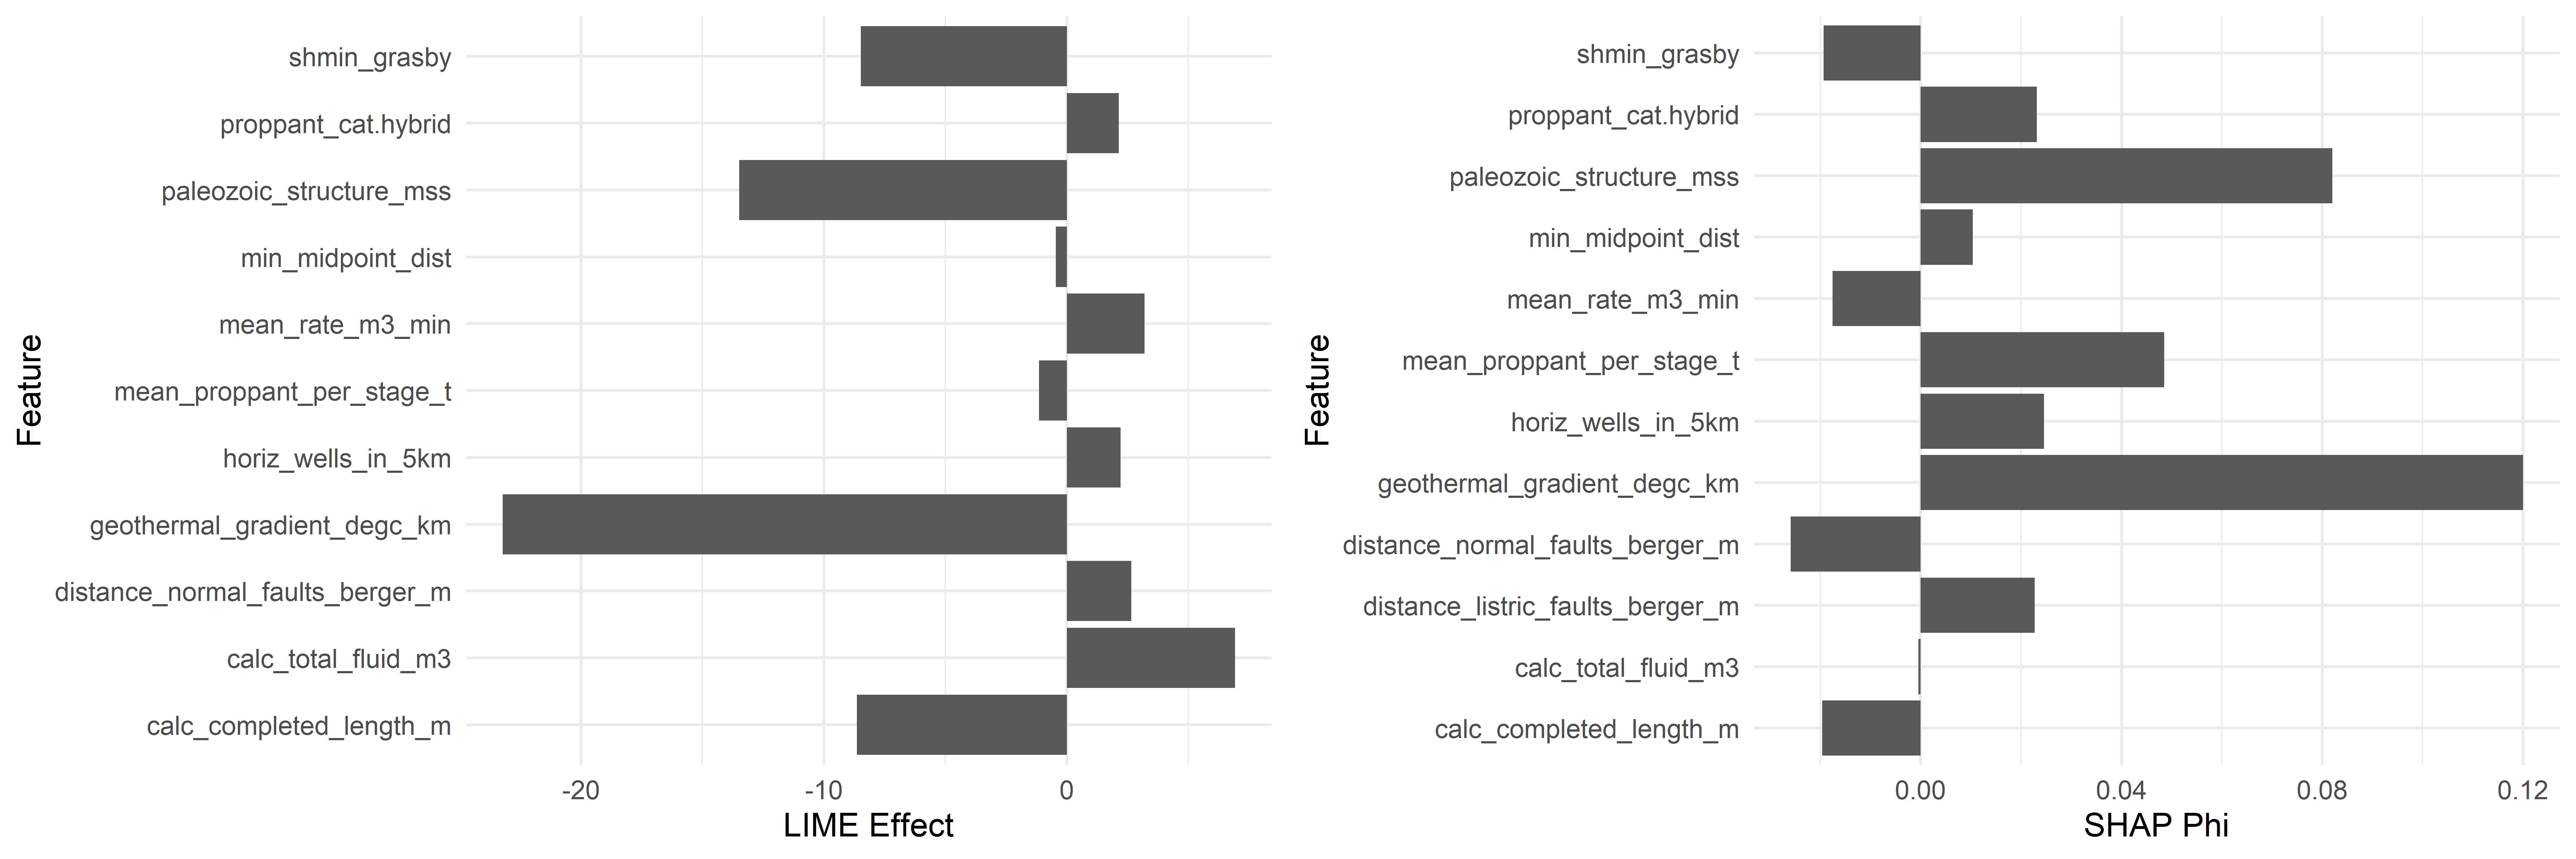 Feature
shmin_grasby
proppant_cat.hybrid
paleozoic_structure_mss
min_midpoint_dist
mean_rate_m3_min
mean_proppant_per_stage_t
horiz_wells_in_5km
geothermal_gradient_degc_km
distance_normal_faults_berger_m
calc_total_fluid_m3
calc_completed_length_m
-20 -10 0
LIME Effect
Feature
shmin_grasby
proppant_cat.hybrid
paleozoic_structure_mss
min_midpoint_dist
mean_rate_m3_min
mean_proppant_per_stage_t
horiz_wells_in_5km
geothermal_gradient_degc_km
distance_normal_faults_berger_m
distance_listric_faults_berger_m
calc_total_fluid_m3
calc_completed_length_m
0.00 0.04 0.08 0.12
SHAP Phi